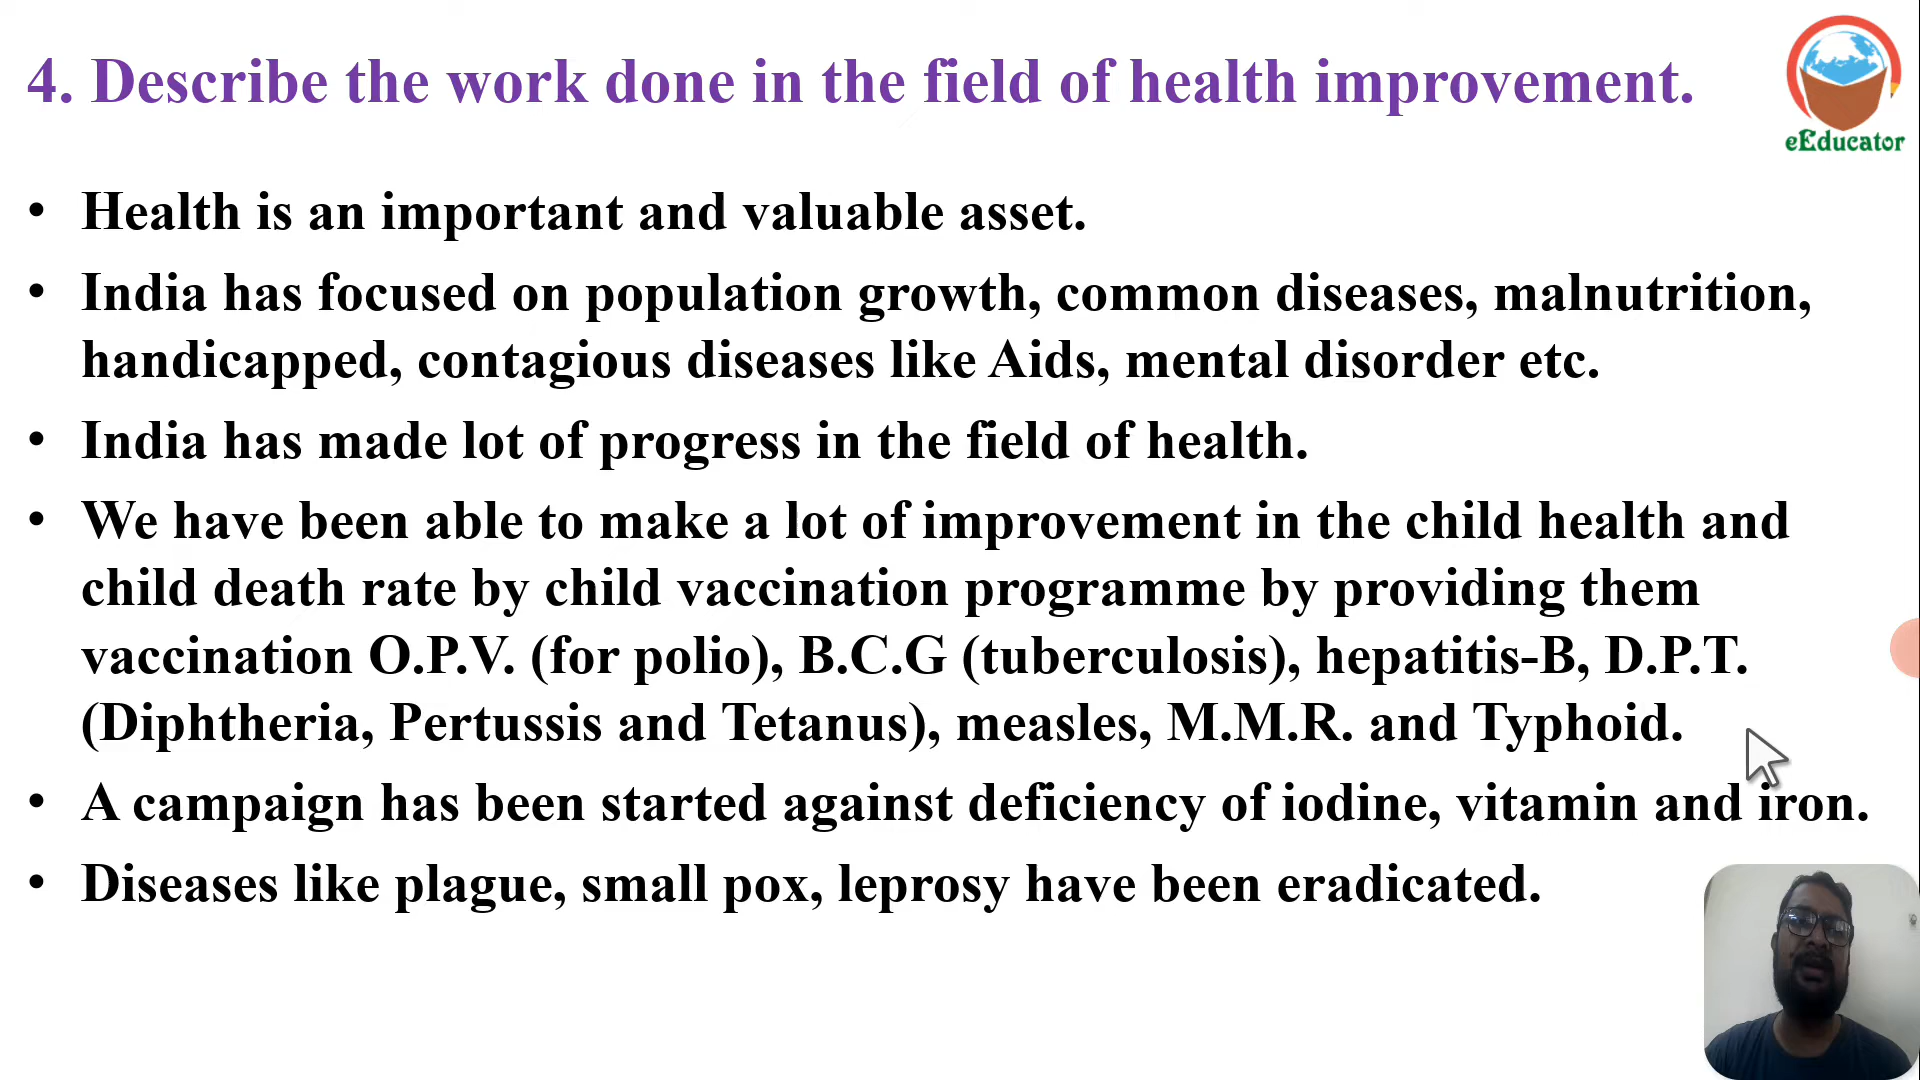 4. Describe the work done in the field of health improvement.
eEducator
• Health is an important and valuable asset.
• India has focused on population growth, common diseases, malnutrition,
handicapped, contagious diseases like Aids, mental disorder etc.
• India has made lot of progress in the field of health.
• We have been able to make a lot of improvement in the child health and
child death rate by child vaccination programme by providing them
vaccination O.P.V. (for polio), B.C.G (tuberculosis), hepatitis-B, D.P.T.
(Diphtheria, Pertussis and Tetanus), measles, M.M.R. and Typhoid.
• A campaign has been started against deficiency of iodine, vitamin and iron.
• Diseases like plague, small pox, leprosy have been eradicated.